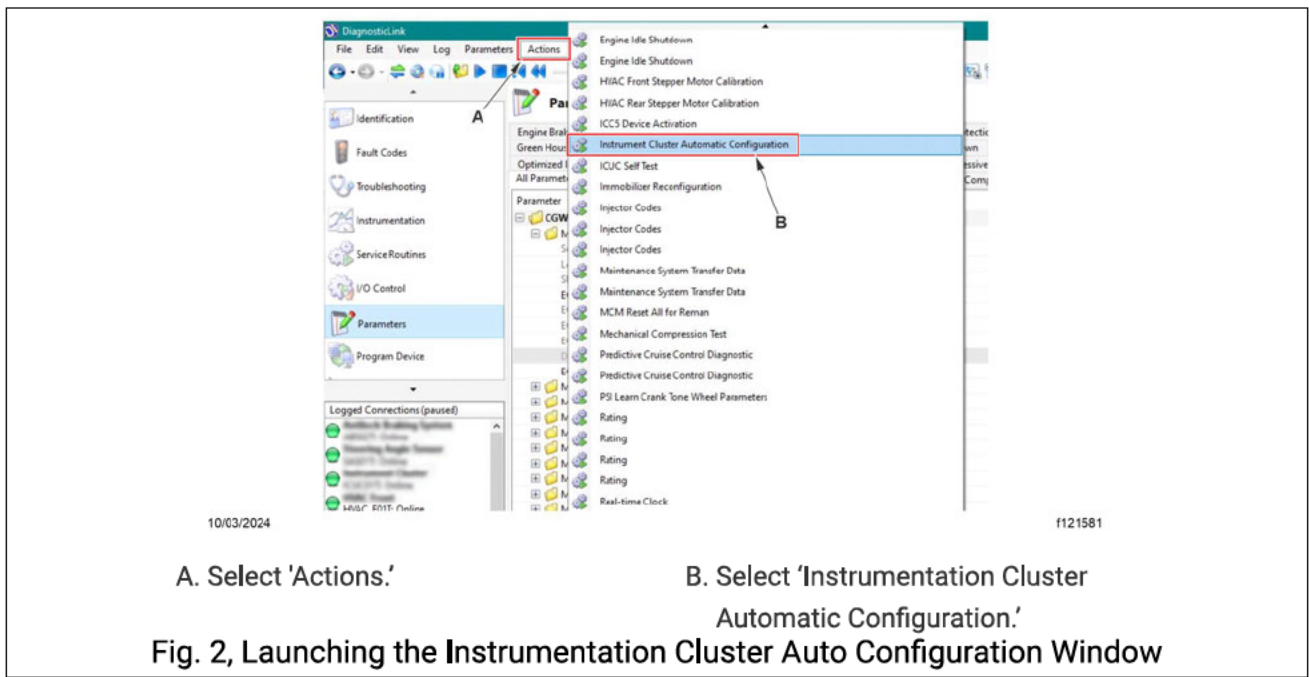 DiagnosticLink
File Edit View Log Parameters Actions
Identification
Fault Codes
Troubleshooting
Instrumentation
Service Routines
I/O Control
Parameters
Program Device
Logged Connections (paused)
HVAC_F01T: Online
A
Engine Brak
Green Hous
Optimized I
All Paramet
Parameter
CGW
Engine Idle Shutdown
Engine Idle Shutdown
HVAC Front Stepper Motor Calibration
HVAC Rear Stepper Motor Calibration
ICC5 Device Activation
Instrument Cluster Automatic Configuration
ICUC Self Test
Immobilizer Reconfiguration
Injector Codes
Injector Codes
Injector Codes
Maintenance System Transfer Data
Maintenance System Transfer Data
MCM Reset All for Reman
Mechanical Compression Test
Predictive Cruise Control Diagnostic
Predictive Cruise Control Diagnostic
PSI Learn Crank Tone Wheel Parameters
Rating
Rating
Rating
Rating
Real-time Clock
B
10/03/2024
f121581
A. Select 'Actions.’
B. Select ‘Instrumentation Cluster
Automatic Configuration.’
Fig. 2, Launching the Instrumentation Cluster Auto Configuration Window